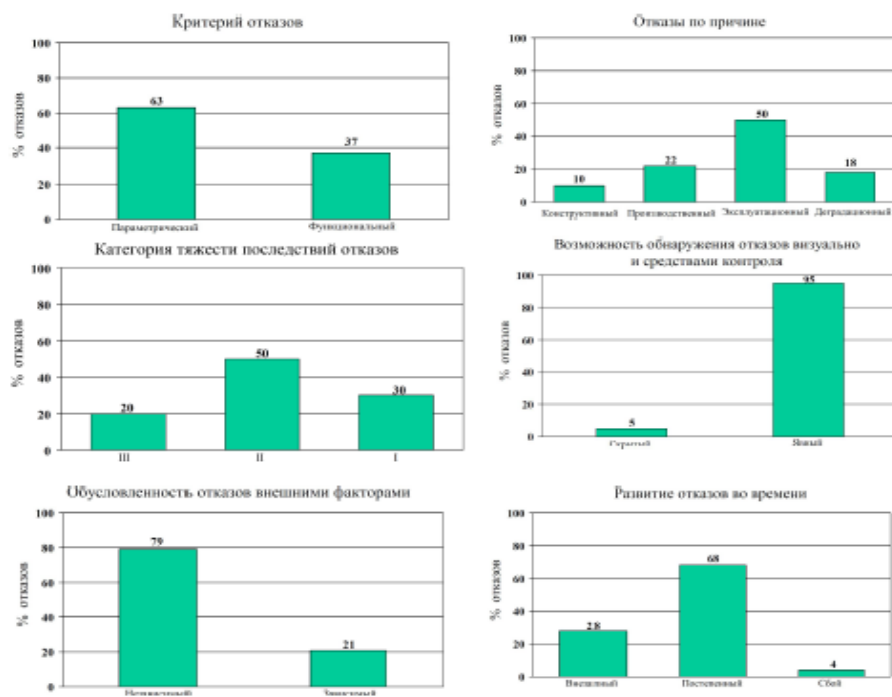 Критерий отказов
% отказов
100
80
60
40
20
0
63
37
Параметрический
Функциональный
Отказы по причине
% отказов
100
80
60
40
20
0
10
22
50
18
Конструктивный
Производственный
Эксплуатационный
Деградационный
Категория тяжести последствий отказов
% отказов
100
80
60
40
20
0
20
50
30
III
II
I
Возможность обнаружения отказов визуально
и средствами контроля
% отказов
100
80
60
40
20
0
5
95
Скрытый
Явный
Обусловленность отказов внешними факторами
% отказов
100
80
60
40
20
0
79
21
Независимый
Зависимый
Развитие отказов во времени
% отказов
100
80
60
40
20
0
28
68
4
Внезапный
Постепенный
Сбой